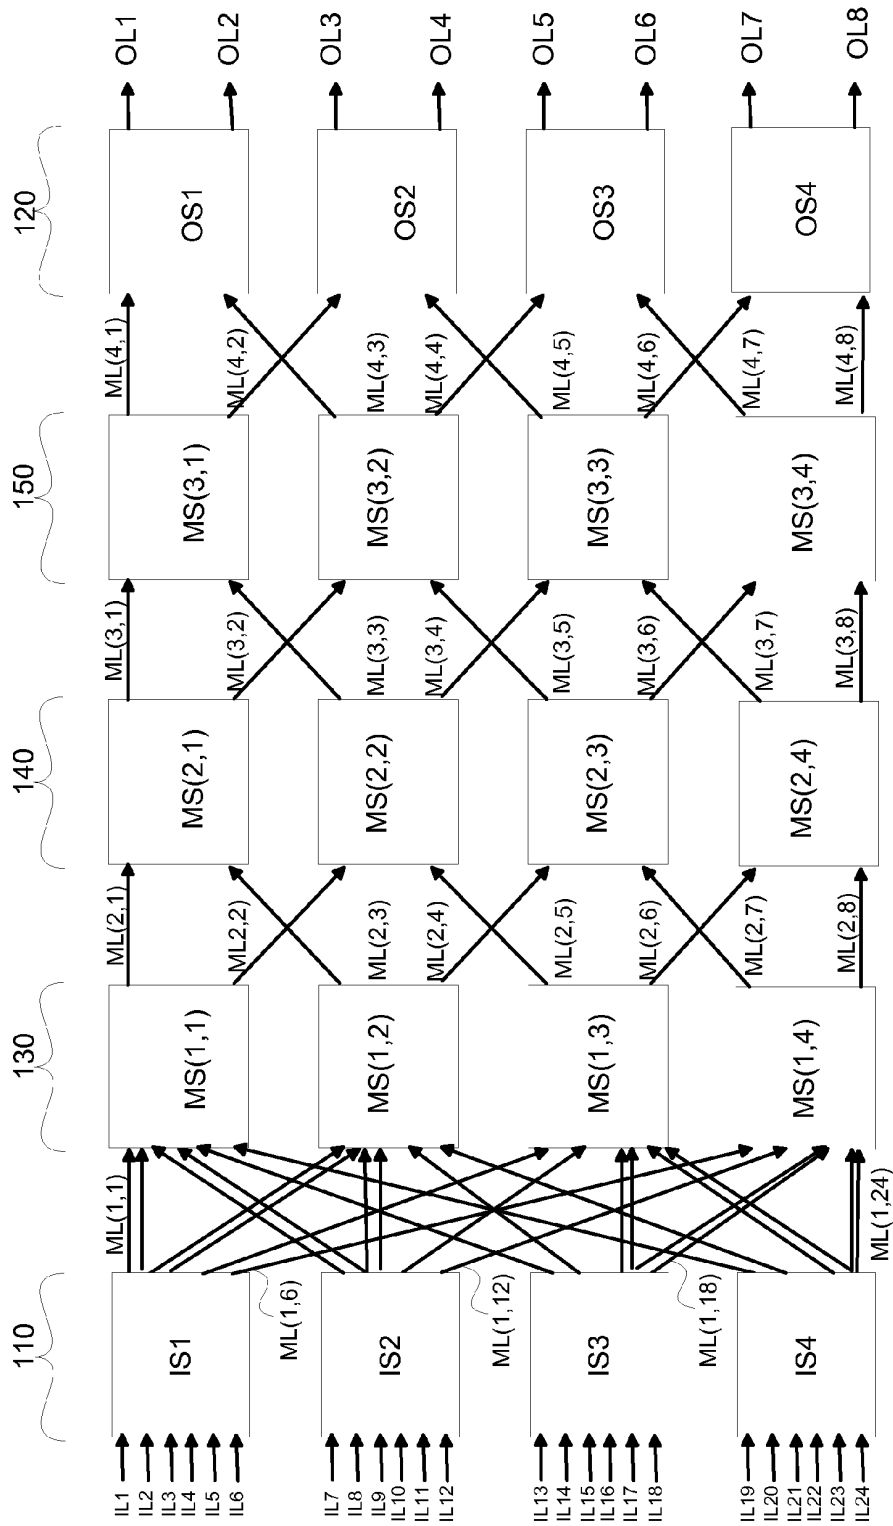 110
130
140
150
120
IL1
IL2
IL3
IL4
IL5
IL6
IS1
ML(1,1)
ML(1,6)
MS(1,1)
ML(2,1)
ML2,2)
MS(2,1)
ML(3,1)
ML(3,2)
MS(3,1)
ML(4,1)
ML(4,2)
OS1
OL1
OL2
IL7
IL8
IL9
IL10
IL11
IL12
IS2
ML(1,12)
MS(1,2)
ML(2,3)
ML(2,4)
MS(2,2)
ML(3,3)
ML(3,4)
MS(3,2)
ML(4,3)
ML(4,4)
OS2
OL3
OL4
IL13
IL14
IL15
IL16
IL17
IL18
IS3
ML(1,18)
MS(1,3)
ML(2,5)
ML(2,6)
MS(2,3)
ML(3,5)
ML(3,6)
MS(3,3)
ML(4,5)
ML(4,6)
OS3
OL5
OL6
IL19
IL20
IL21
IL22
IL23
IL24
IS4
ML(1,24)
MS(1,4)
ML(2,7)
ML(2,8)
MS(2,4)
ML(3,7)
ML(3,8)
MS(3,4)
ML(4,7)
ML(4,8)
OS4
OL7
OL8